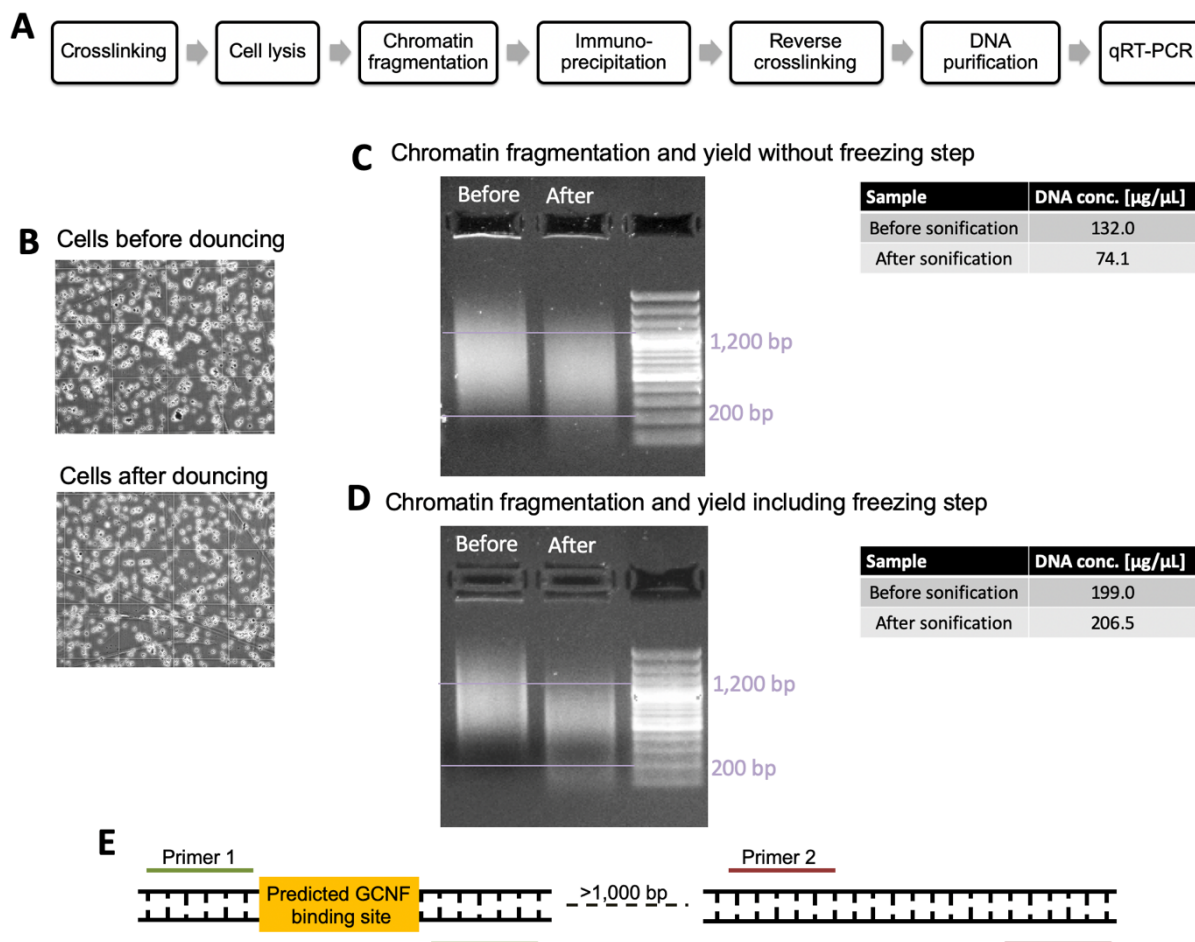 A
Crosslinking
Cell lysis
Chromatin
fragmentation
Immuno-
precipitation
Reverse
crosslinking
DNA
purification
qRT-PCR
B
Cells before douncing
Cells after douncing
C
Chromatin fragmentation and yield without freezing step
Before After
1,200 bp
200 bp
Sample DNA conc. [µg/µL]
Before sonification 132.0
After sonification 74.1
D
Chromatin fragmentation and yield including freezing step
Before After
1,200 bp
200 bp
Sample DNA conc. [µg/µL]
Before sonification 199.0
After sonification 206.5
E
Primer 1
Predicted GCNF
binding site
>1,000 bp
Primer 2